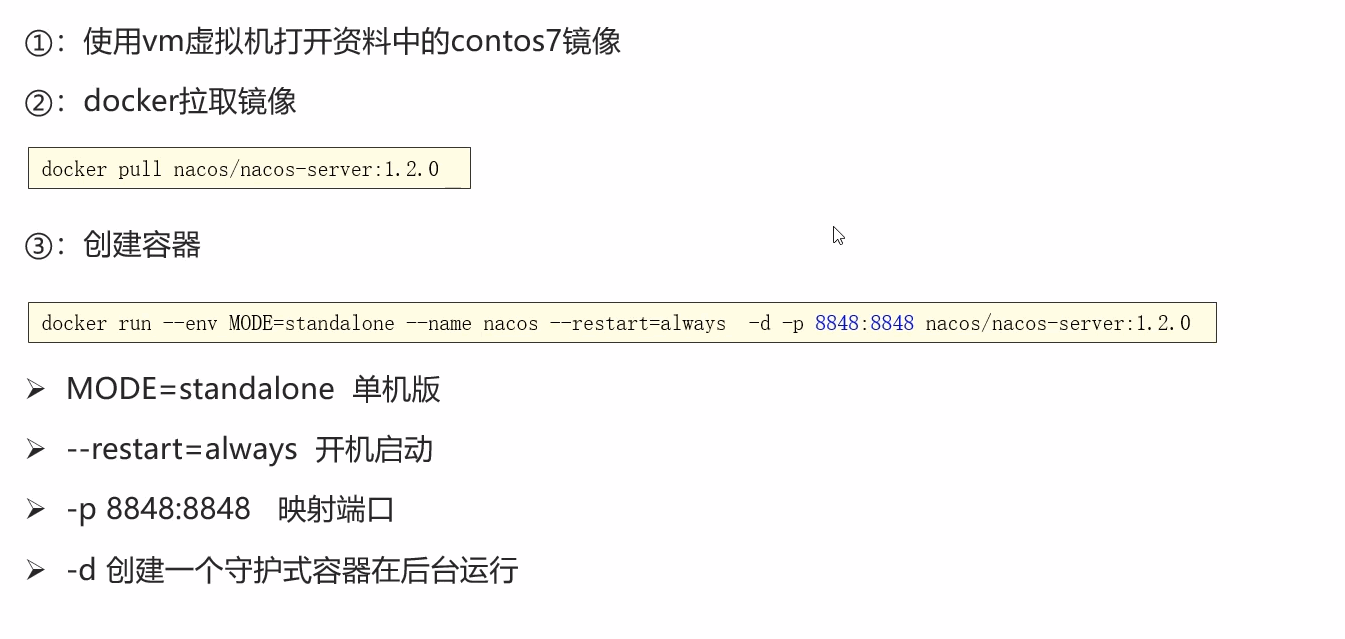 ①：使用vm虚拟机打开资料中的contos7镜像
②：docker拉取镜像
docker pull nacos/nacos-server:1.2.0
③：创建容器
docker run --env MODE=standalone --name nacos --restart=always  -d -p 8848:8848 nacos/nacos-server:1.2.0
➢ MODE=standalone 单机版
➢ --restart=always 开机启动
➢ -p 8848:8848 映射端口
➢ -d 创建一个守护式容器在后台运行